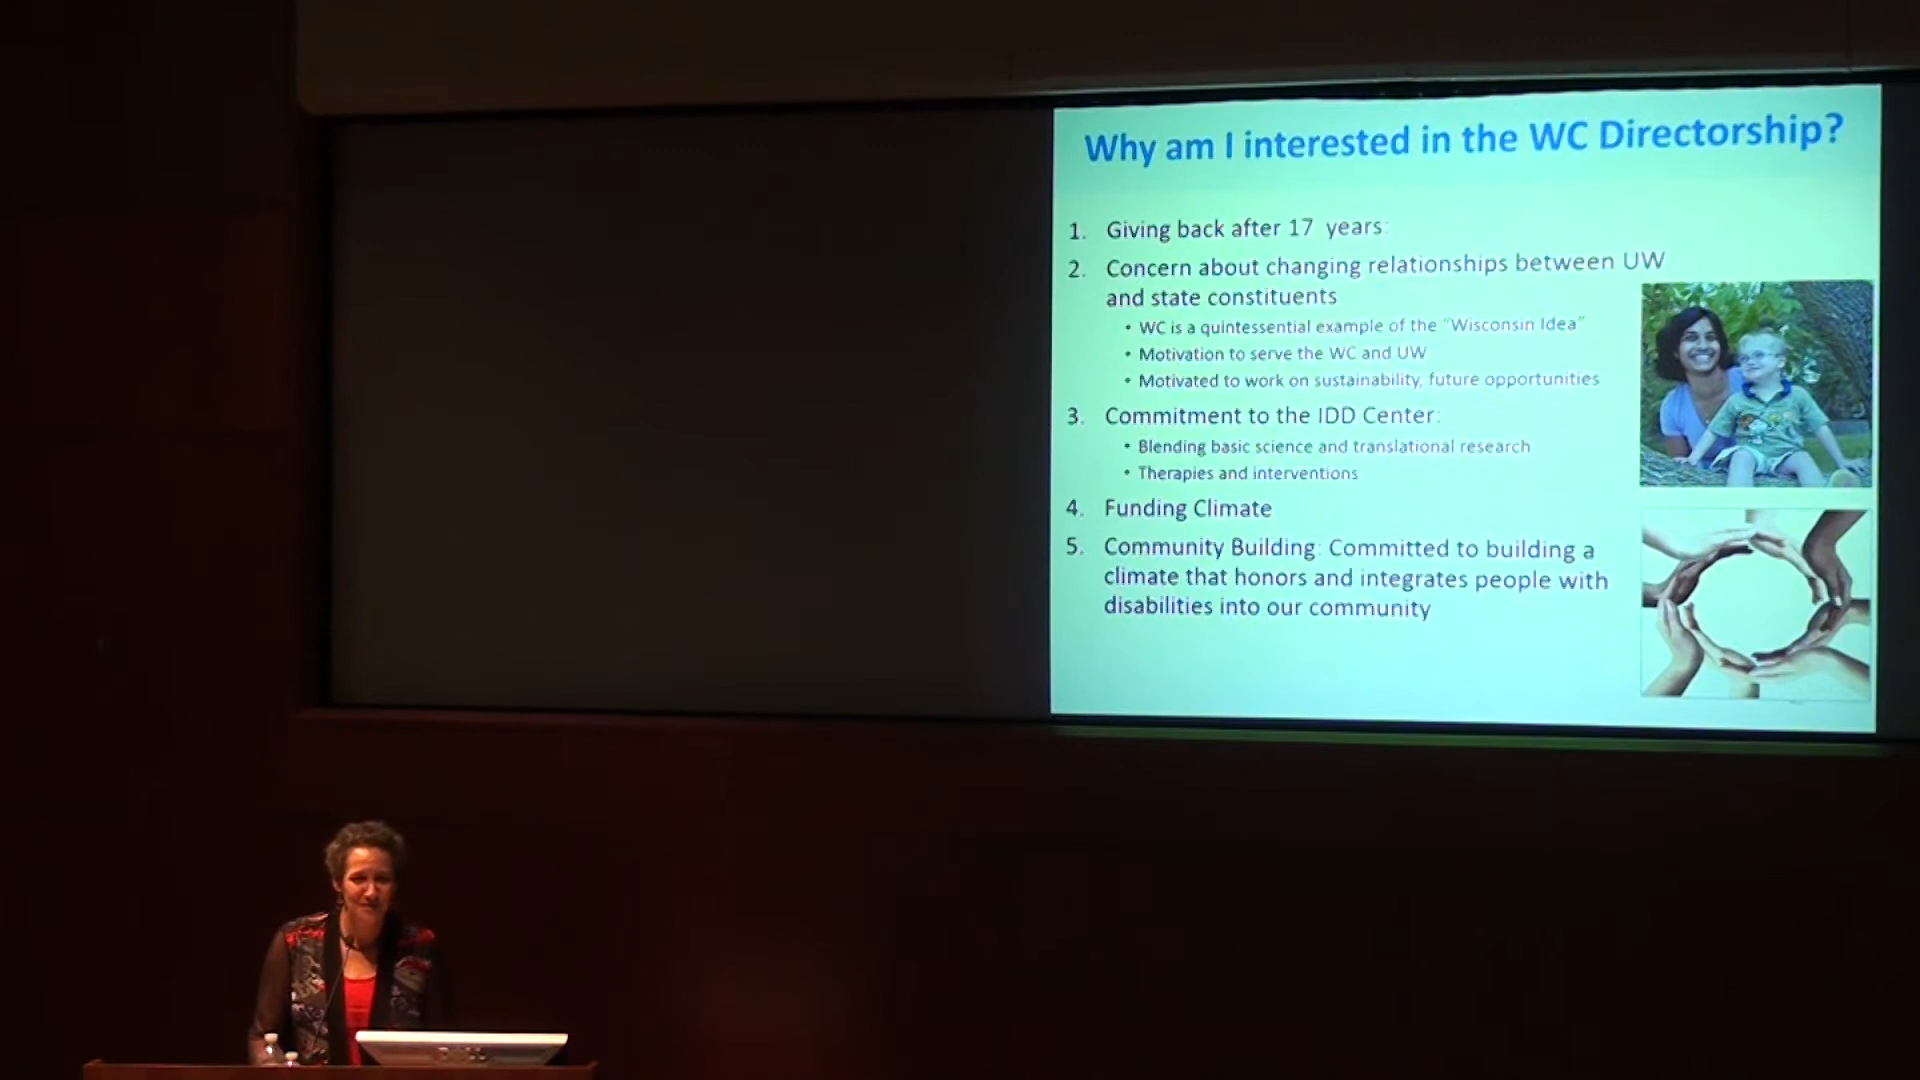 Why am I interested in the WC Directorship?
1. Giving back after 17 years:
2. Concern about changing relationships between UW
and state constituents
• WC is a quintessential example of the "Wisconsin Idea"
• Motivation to serve the WC and UW
• Motivated to work on sustainability, future opportunities
3. Commitment to the IDD Center:
• Blending basic science and translational research
• Therapies and interventions
4. Funding Climate
5. Community Building: Committed to building a
climate that honors and integrates people with
disabilities into our community